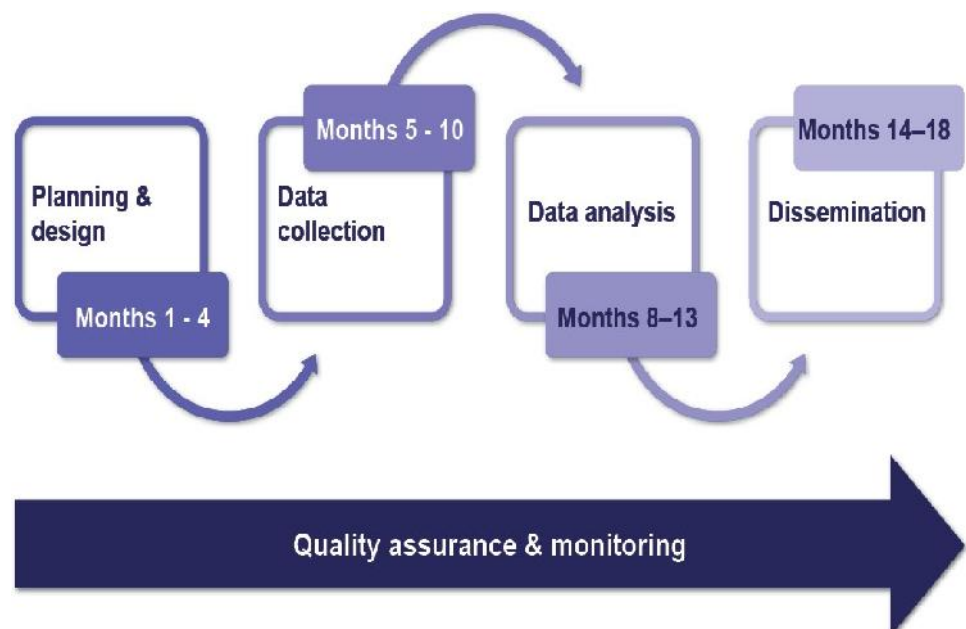 Planning &
design
Months 1 - 4
Months 5 - 10
Data
collection
Data analysis
Months 8–13
Months 14–18
Dissemination
Quality assurance & monitoring